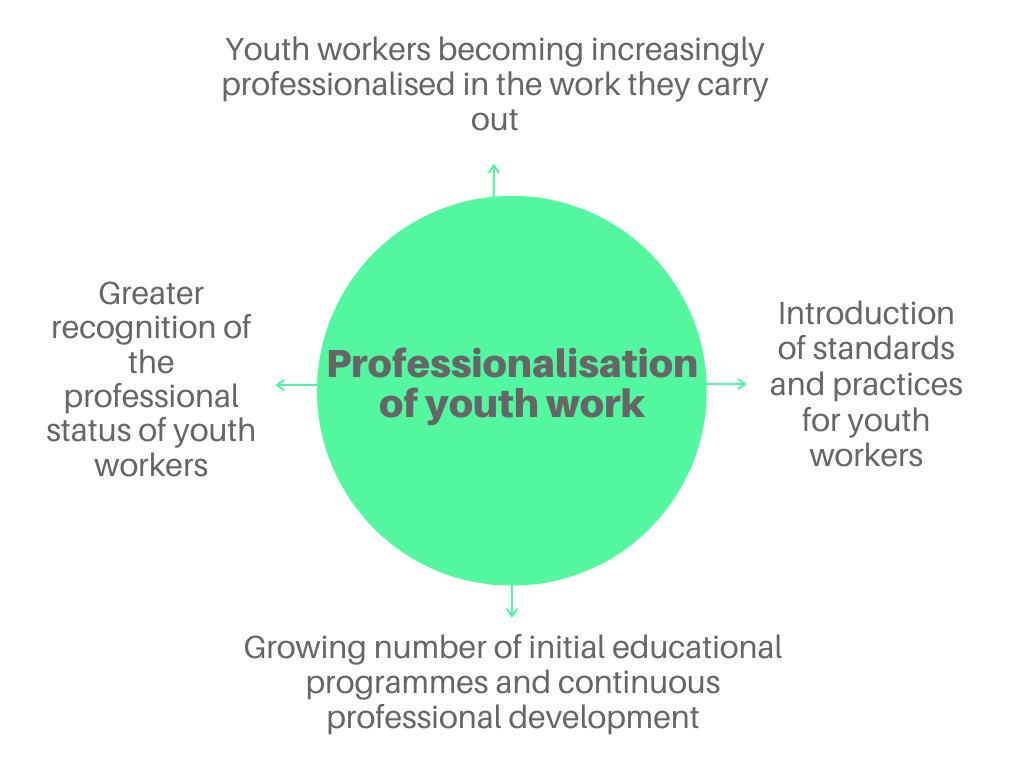 Youth workers becoming increasingly
professionalised in the work they carry
out
Greater
recognition of
the
professional
status of youth
workers
Professionalisation
of youth work
Introduction
of standards
and practices
for youth
workers
Growing number of initial educational
programmes and continuous
professional development